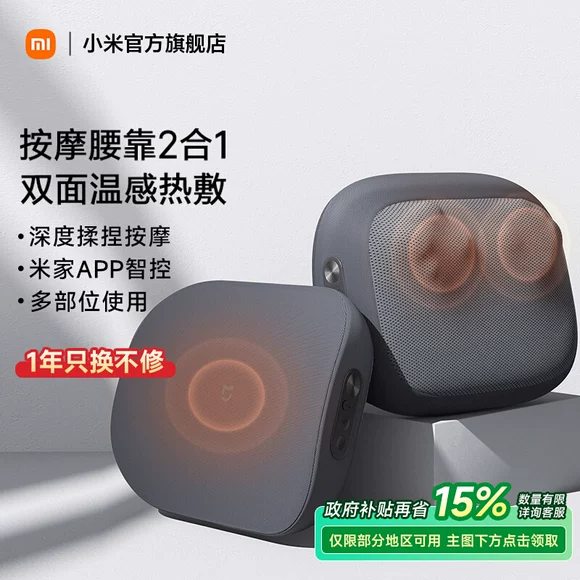 mi
小米官方旗舰店
按摩腰靠2合1
双面温感热敷
•深度揉捏按摩
•米家APP智控
•多部位使用
1年只换不修
政府补贴再省15%数量有限
详询客服
仅限部分地区可用 主图下方点击领取